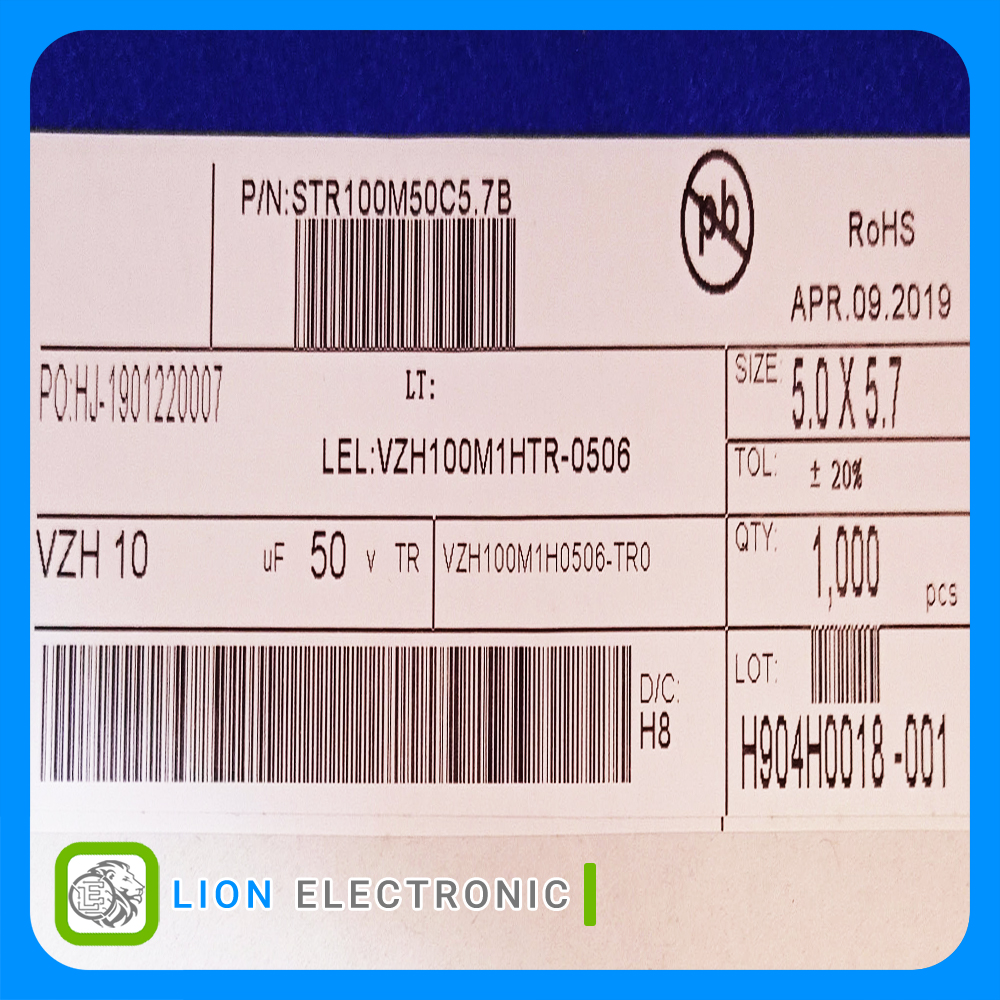 P/N:STR100M50C5.7B
pb
RoHS
APR.09.2019
PO:HJ-1901220007
LT:
SIZE: 5.0 X 5.7
LEL:VZH100M1HTR-0506
TOL: ± 20%
VZH 10 uF 50 v TR
VZH100M1H0506-TR0
QTY: 1,000 pcs
D/C:
H8
LOT:
H904H0018 -001
LE
LION ELECTRONIC